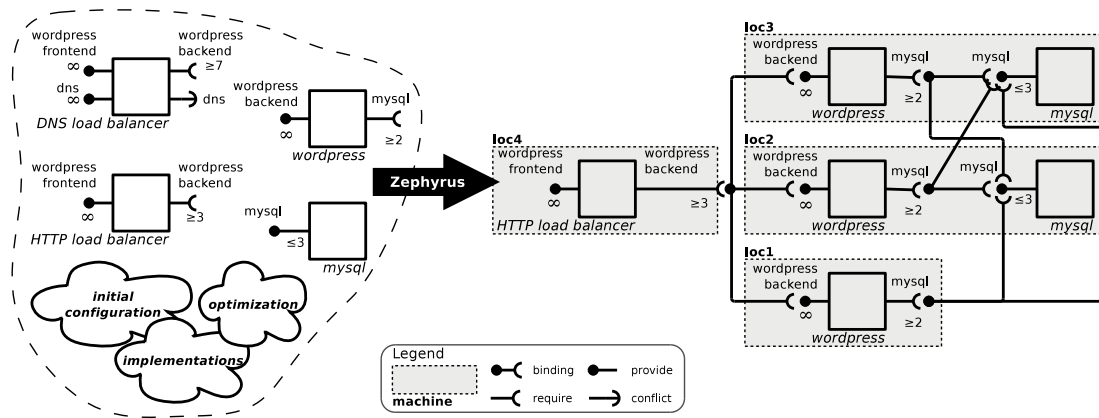 wordpress
frontend
∞
wordpress
backend
≥7
dns
∞
dns
DNS load balancer
wordpress
backend
∞
mysql
≥2
wordpress
wordpress
frontend
∞
wordpress
backend
≥3
HTTP load balancer
mysql
≤3
mysql
initial
configuration
optimization
implementations
Zephyrus
loc4
wordpress
frontend
∞
wordpress
backend
≥3
HTTP load balancer
loc3
wordpress
backend
∞
mysql
≥2
wordpress
mysql
≤3
mysql
loc2
wordpress
backend
∞
mysql
≥2
wordpress
mysql
≤3
mysql
loc1
wordpress
backend
∞
mysql
≥2
wordpress
Legend
machine
binding
provide
require
conflict